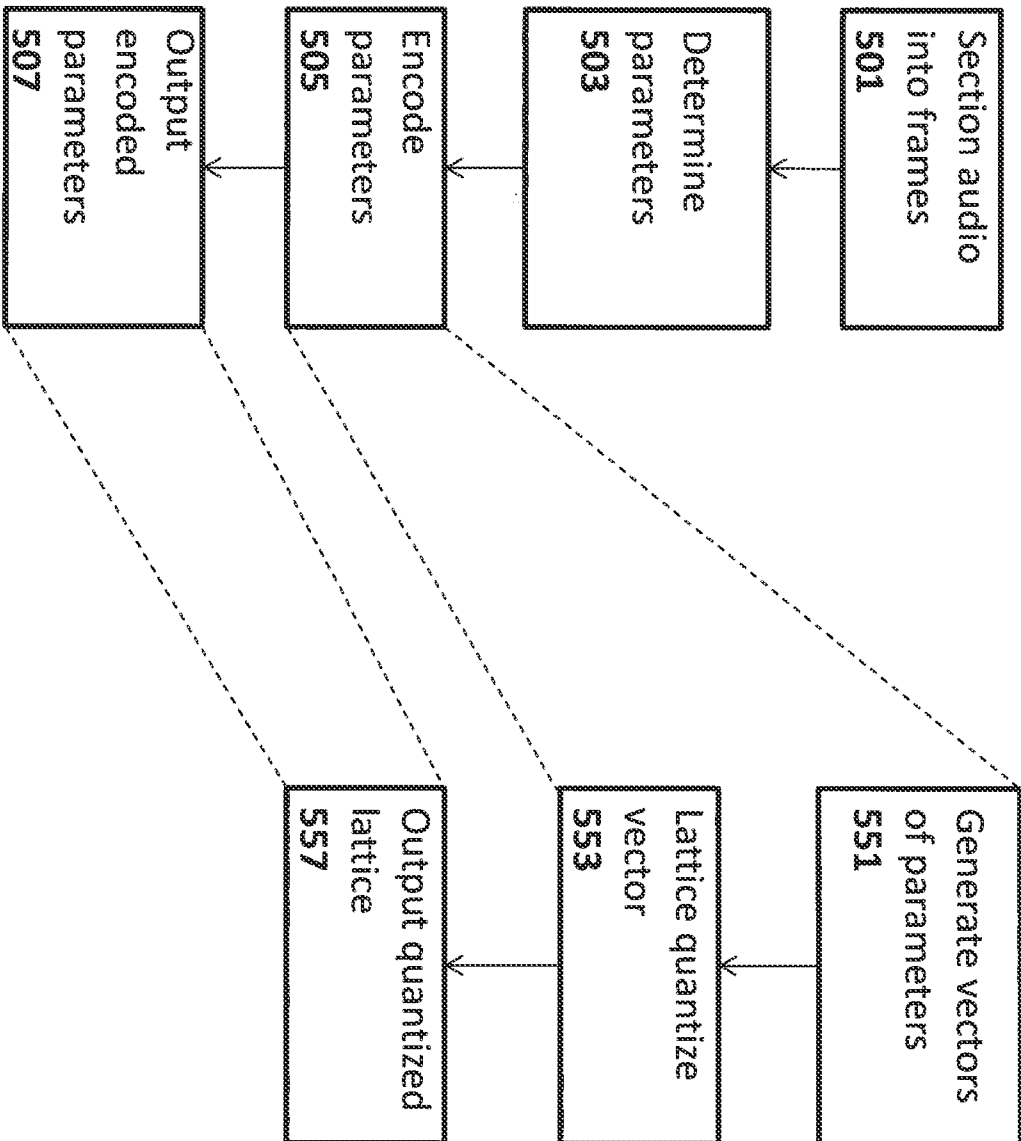 Section audio
into frames
501
Determine
parameters
503
Encode
parameters
505
Output
encoded
parameters
507
Generate vectors
of parameters
551
Lattice quantize
vector
553
Output quantized
lattice
557